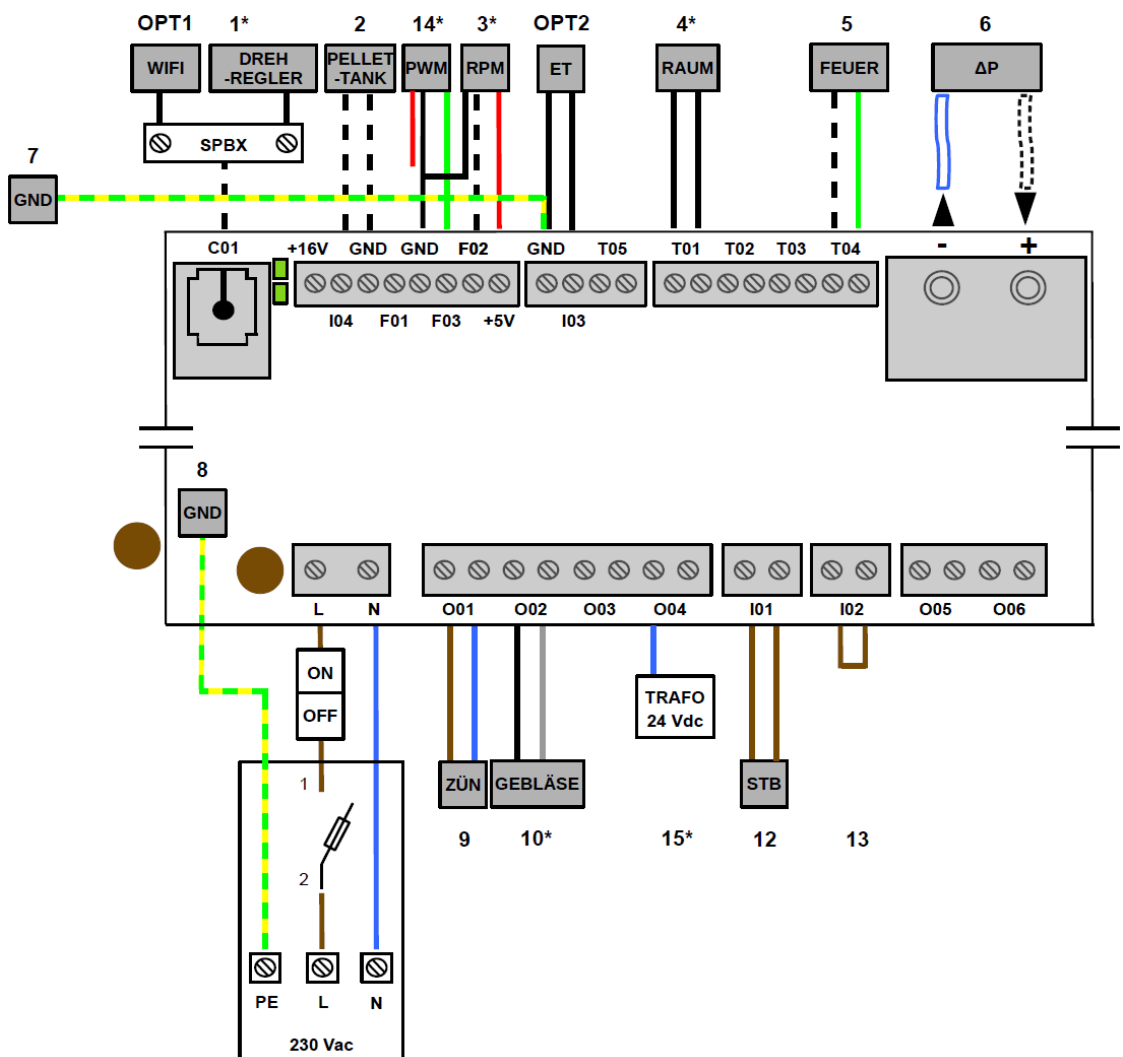 OPT1 1* 2 14* 3* OPT2 4* 5 6
WIFI DREH PELLET PWM RPM ET RAUM FEUER ΔP
-REGLER -TANK
SPBX
7
GND
C01 +16V GND GND F02 GND T05 T01 T02 T03 T04 - +
I04 F01 F03 +5V I03
8
GND
L N O01 O02 O03 O04 I01 I02 O05 O06
ON
OFF
TRAFO
24 Vdc
1
ZÜN GEBLÄSE STB
9 10* 15* 12 13
2
PE L N
230 Vac